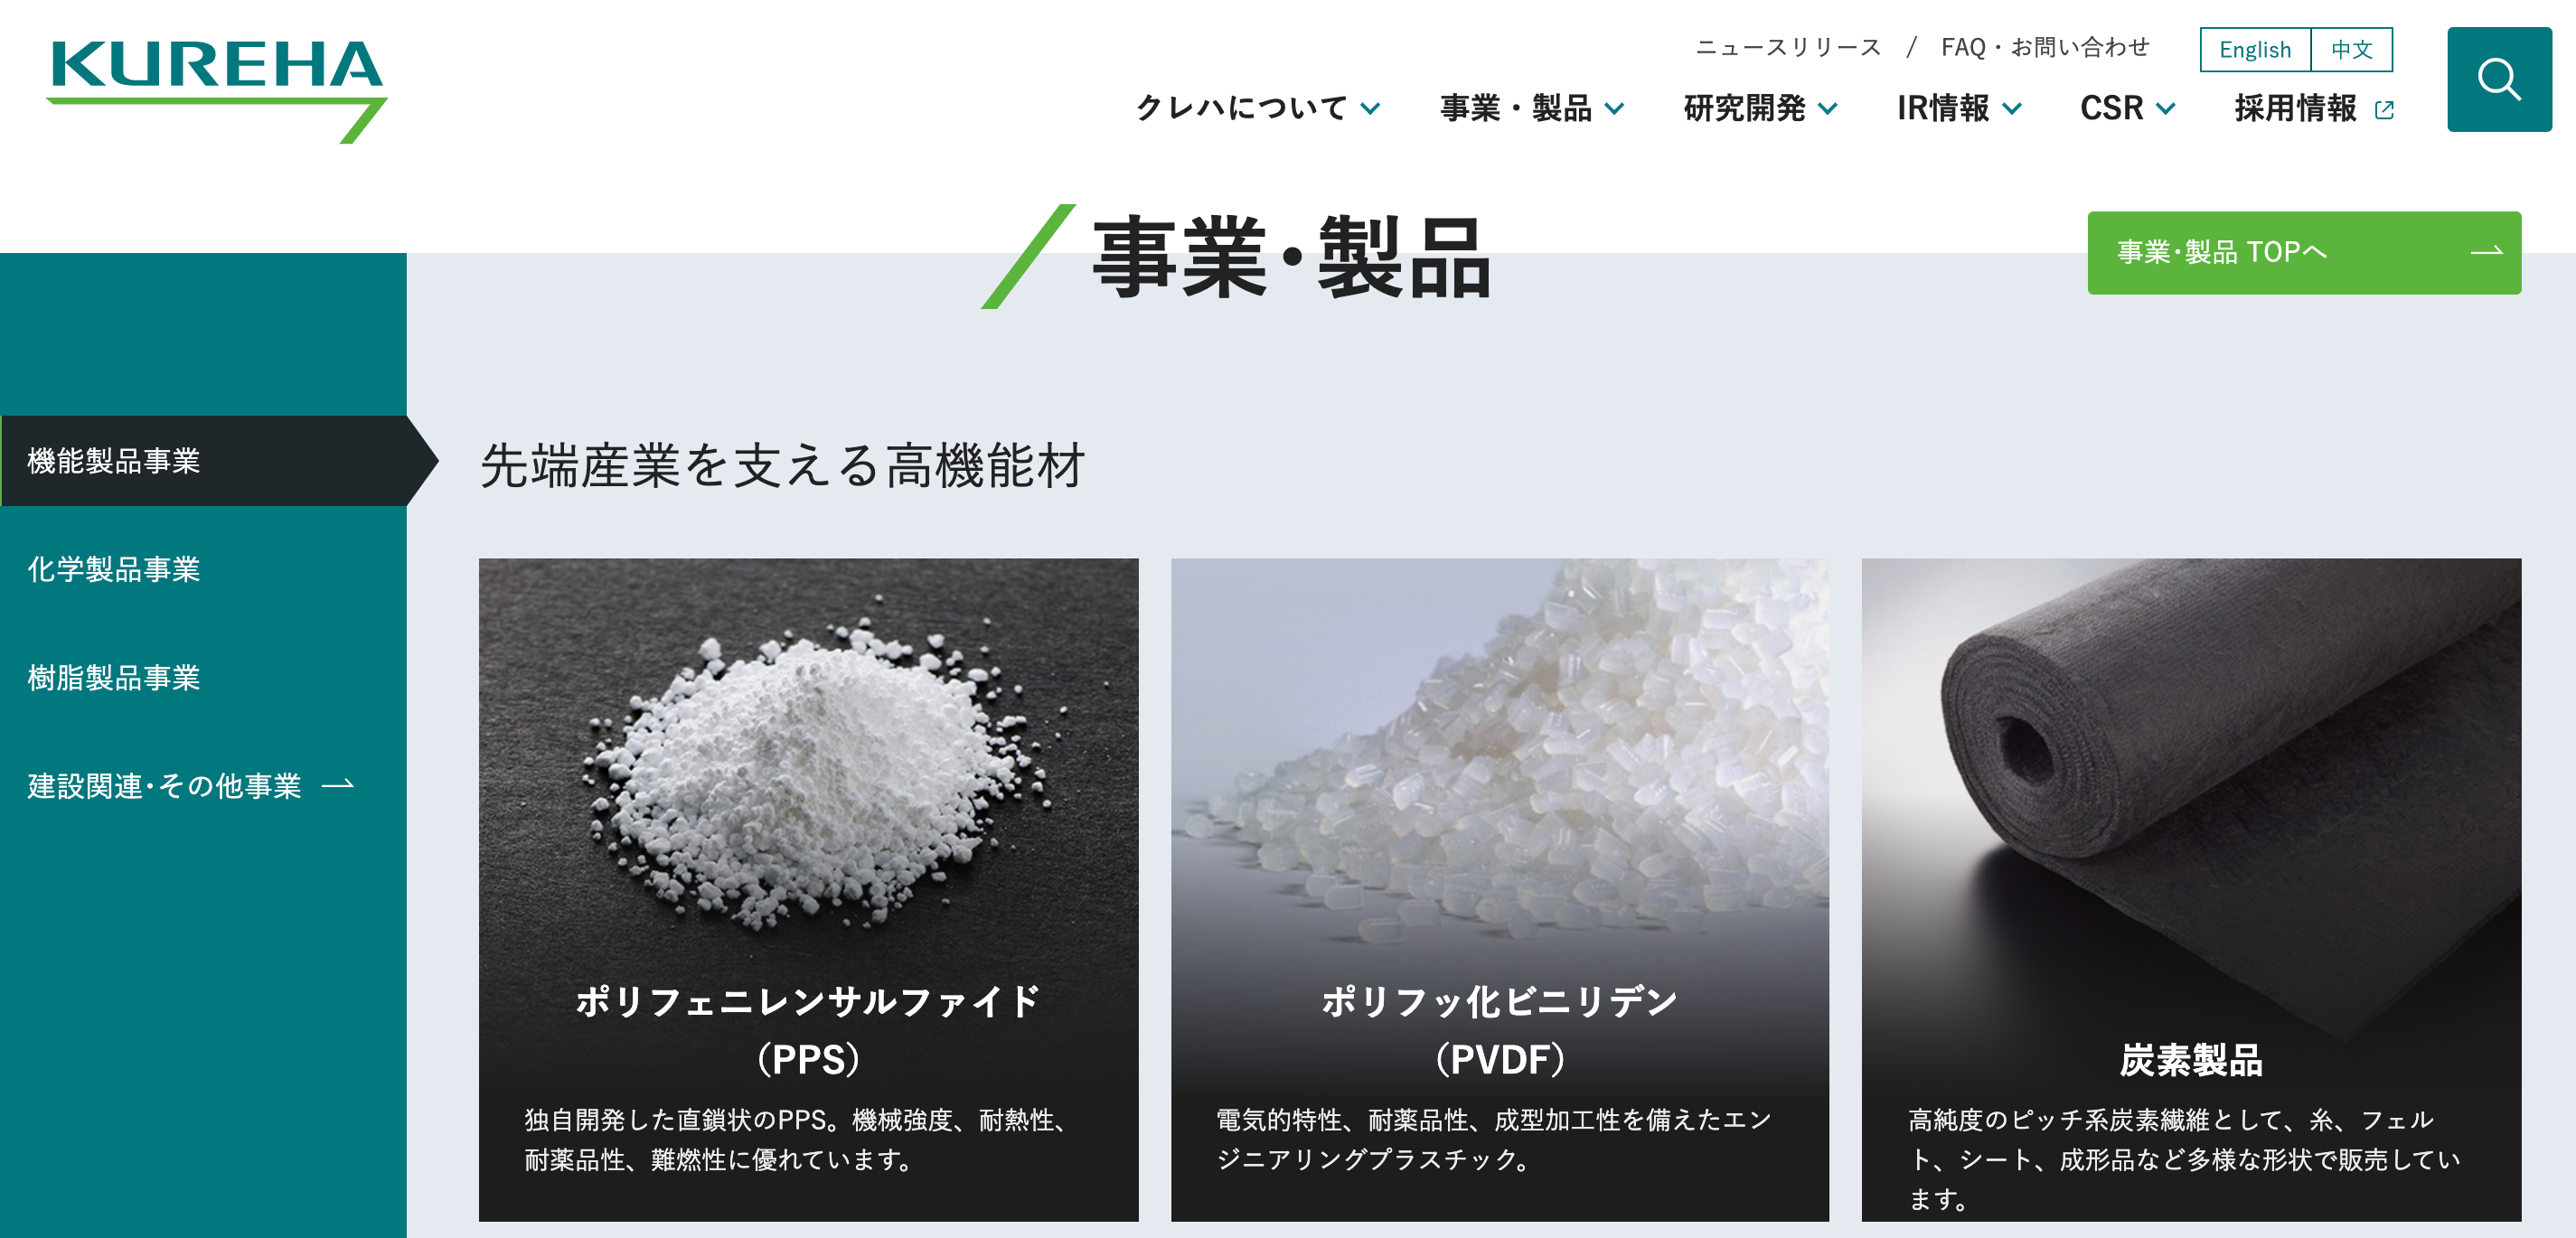 KUREHA
ニュースリリース / FAQ・お問い合わせ English 中文
クレハについて 事業・製品 研究開発 IR情報 CSR 採用情報
事業・製品
事業・製品 TOPへ
機能製品事業
化学製品事業
樹脂製品事業
建設関連・その他事業
先端産業を支える高機能材
ポリフェニレンサルファイド
（PPS）
独自開発した直鎖状のPPS。機械強度、耐熱性、
耐薬品性、難燃性に優れています。
ポリフッ化ビニリデン
（PVDF）
電気的特性、耐薬品性、成型加工性を備えたエン
ジニアリングプラスチック。
炭素製品
高純度のピッチ系炭素繊維として、糸、フェル
ト、シート、成形品など多様な形状で販売してい
ます。